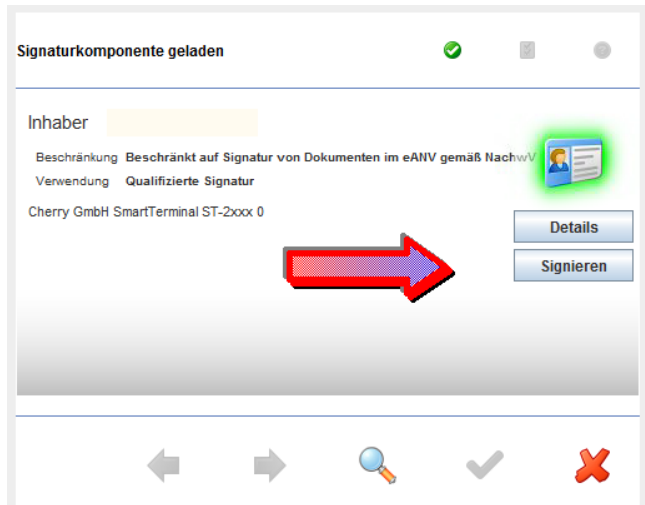 Signaturkomponente geladen
Inhaber
Beschränkung Beschränkt auf Signatur von Dokumenten im eANV gemäß NachwV
Verwendung Qualifizierte Signatur
Cherry GmbH SmartTerminal ST-2xxx 0
Details
Signieren